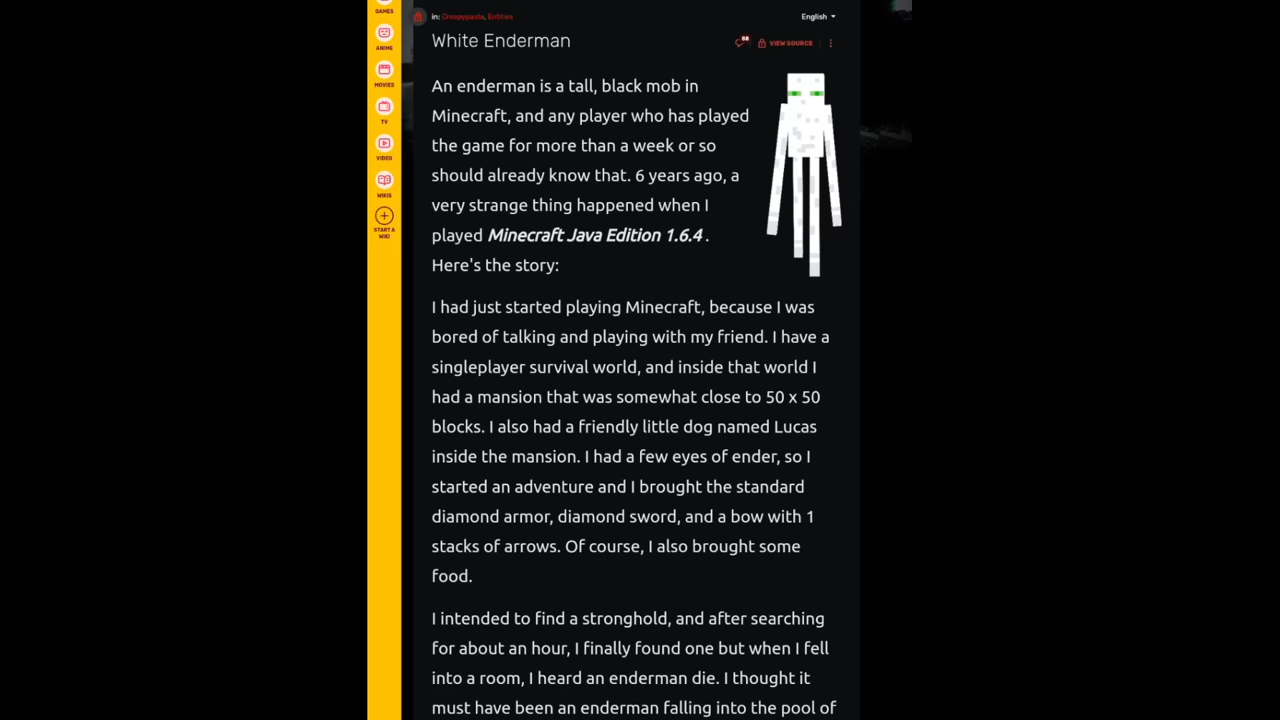 GAMES
ANIME
MOVIES
TV
VIDEO
WIKIS
START A
WIKI
in: Creepypasta, Entities
English
White Enderman
VIEW SOURCE
An enderman is a tall, black mob in
Minecraft, and any player who has played
the game for more than a week or so
should already know that. 6 years ago, a
very strange thing happened when I
played Minecraft Java Edition 1.6.4 .
Here's the story:
I had just started playing Minecraft, because I was
bored of talking and playing with my friend. I have a
singleplayer survival world, and inside that world I
had a mansion that was somewhat close to 50 x 50
blocks. I also had a friendly little dog named Lucas
inside the mansion. I had a few eyes of ender, so I
started an adventure and I brought the standard
diamond armor, diamond sword, and a bow with 1
stacks of arrows. Of course, I also brought some
food.
I intended to find a stronghold, and after searching
for about an hour, I finally found one but when I fell
into a room, I heard an enderman die. I thought it
must have been an enderman falling into the pool of